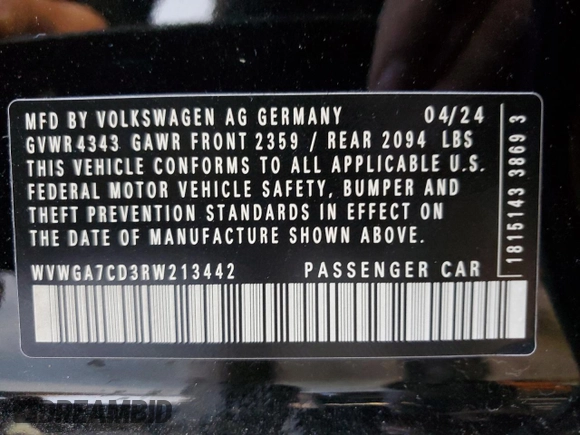 MFD BY VOLKSWAGEN AG GERMANY 04/24
GVWR4343 GAWR FRONT 2359 / REAR 2094 LBS
THIS VEHICLE CONFORMS TO ALL APPLICABLE U.S.
FEDERAL MOTOR VEHICLE SAFETY, BUMPER AND
THEFT PREVENTION STANDARDS IN EFFECT ON
THE DATE OF MANUFACTURE SHOWN ABOVE.
WVWGA7CD3RW213442 PASSENGER CAR
1815143 3869 3
DREAMBID